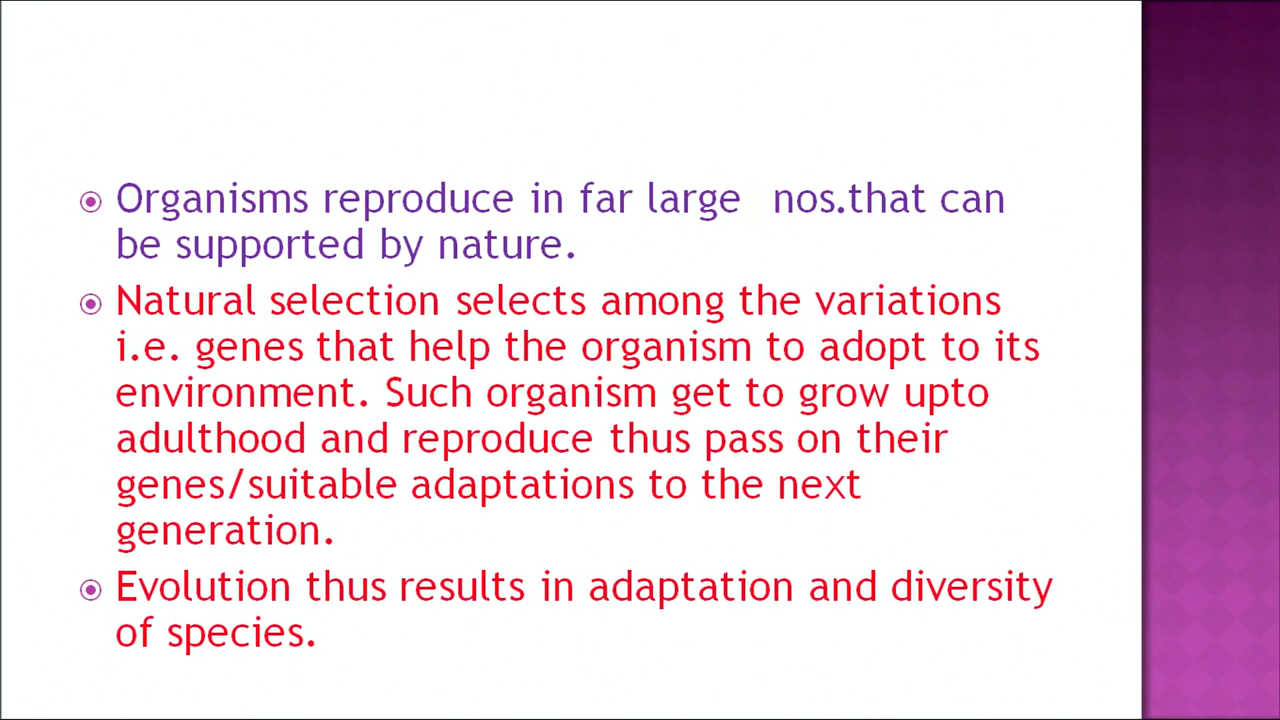 Organisms reproduce in far large nos.that can
be supported by nature.
Natural selection selects among the variations
i.e. genes that help the organism to adopt to its
environment. Such organism get to grow upto
adulthood and reproduce thus pass on their
genes/suitable adaptations to the next
generation.
Evolution thus results in adaptation and diversity
of species.